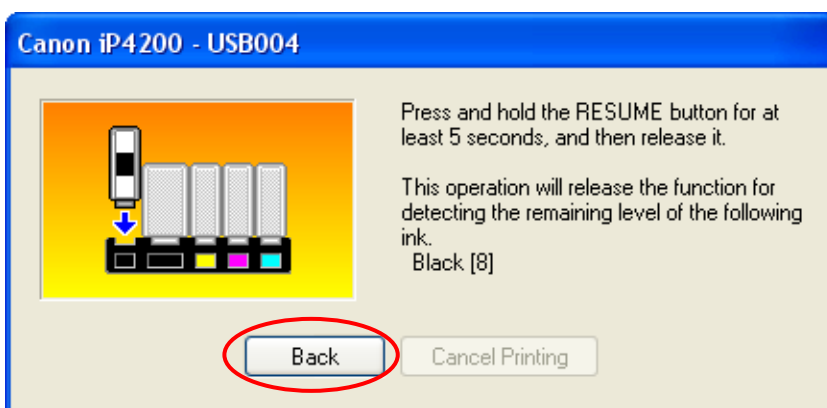 Canon iP4200 - USB004
Press and hold the RESUME button for at
least 5 seconds, and then release it.
This operation will release the function for
detecting the remaining level of the following
ink.
Black [8]
Back
Cancel Printing